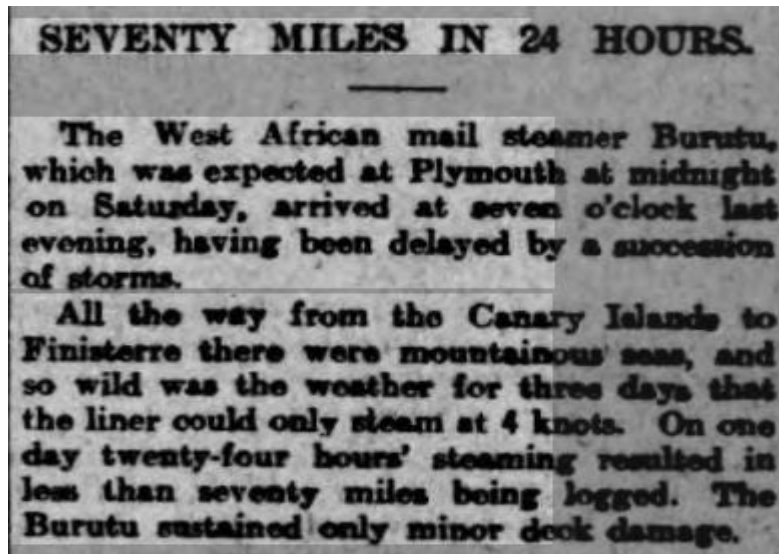 SEVENTY MILES IN 24 HOURS.
The West African mail steamer Burutu,
which was expected at Plymouth at midnight
on Saturday, arrived at seven o'clock last
evening, having been delayed by a succession
of storms.
All the way from the Canary Islands to
Finisterre there were mountainous seas, and
so wild was the weather for three days that
the liner could only steam at 4 knots. On one
day twenty-four hours' steaming resulted in
less than seventy miles being logged. The
Burutu sustained only minor deck damage.